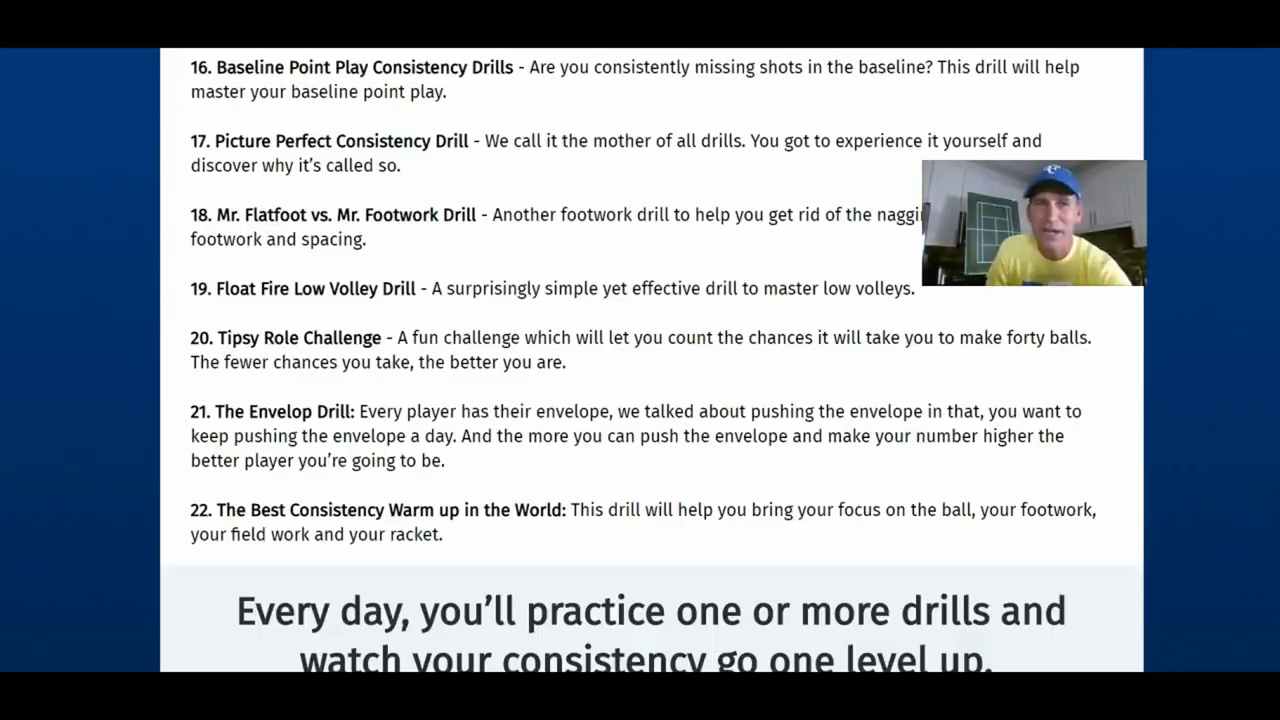 16. Baseline Point Play Consistency Drills - Are you consistently missing shots in the baseline? This drill will help
master your baseline point play.
17. Picture Perfect Consistency Drill - We call it the mother of all drills. You got to experience it yourself and
discover why it’s called so.
18. Mr. Flatfoot vs. Mr. Footwork Drill - Another footwork drill to help you get rid of the
footwork and spacing.
19. Float Fire Low Volley Drill - A surprisingly simple yet effective drill to master low volleys.
20. Tipsy Role Challenge - A fun challenge which will let you count the chances it will take you to make forty balls.
The fewer chances you take, the better you are.
21. The Envelop Drill: Every player has their envelope, we talked about pushing the envelope in that, you want to
keep pushing the envelope a day. And the more you can push the envelope and make your number higher the
better player you’re going to be.
22. The Best Consistency Warm up in the World: This drill will help you bring your focus on the ball, your footwork,
your field work and your racket.
Every day, you’ll practice one or more drills and
watch your consistency go one level up.